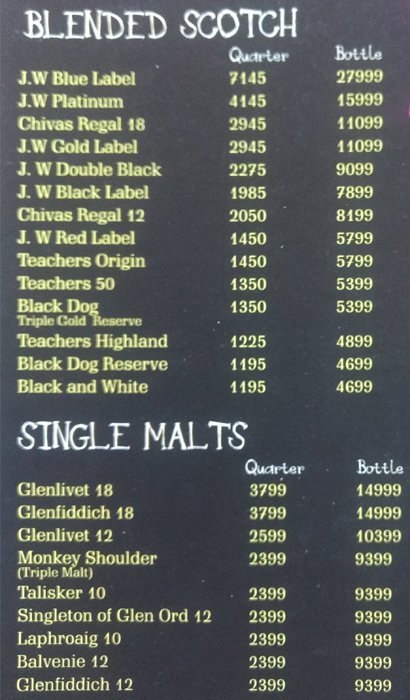 BLENDED SCOTCH
Quarter Bottle
J.W Blue Label 7145 27999
J.W Platinum 4145 15999
Chivas Regal 18 2945 11099
J.W Gold Label 2945 11099
J. W Double Black 2275 9099
J. W Black Label 1985 7899
Chivas Regal 12 2050 8199
J. W Red Label 1450 5799
Teachers Origin 1450 5799
Teachers 50 1350 5399
Black Dog 1350 5399
Triple Gold Reserve
Teachers Highland 1225 4899
Black Dog Reserve 1195 4699
Black and White 1195 4699
SINGLE MALTS
Quarter Bottle
Glenlivet 18 3799 14999
Glenfiddich 18 3799 14999
Glenlivet 12 2599 10399
Monkey Shoulder 2399 9399
(Triple Malt)
Talisker 10 2399 9399
Singleton of Glen Ord 12 2399 9399
Laphroaig 10 2399 9399
Balvenie 12 2399 9399
Glenfiddich 12 2399 9399